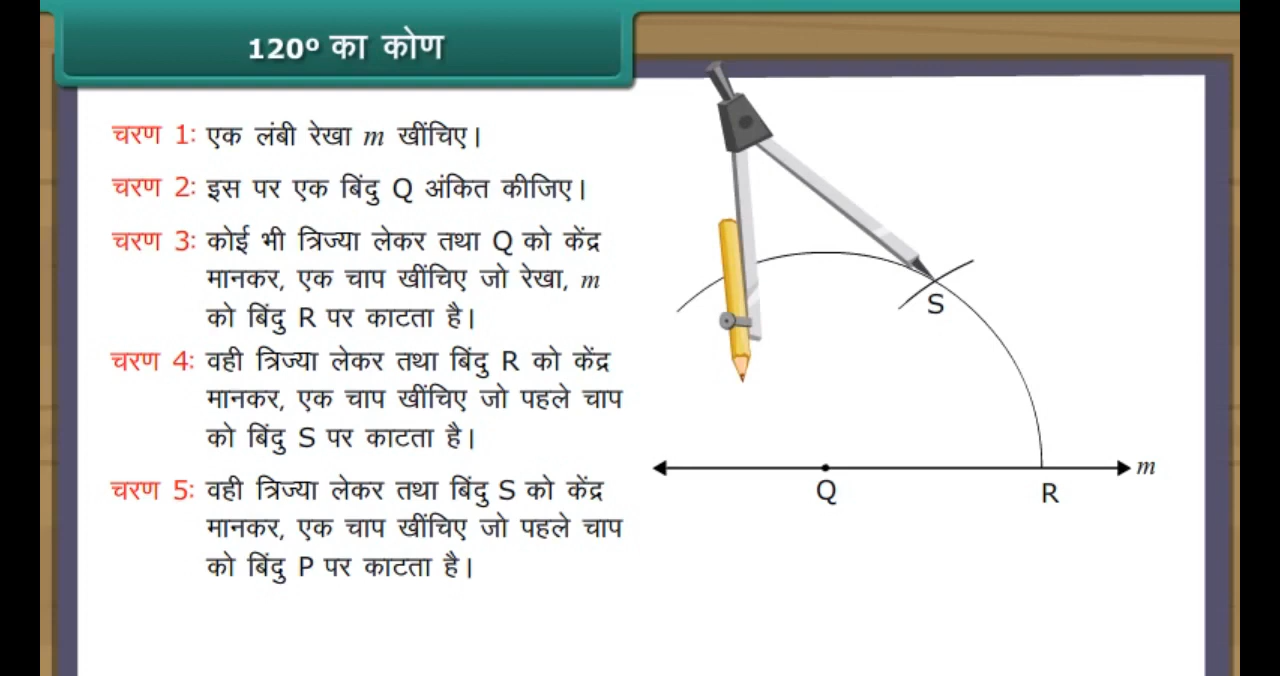 120° का कोण
चरण 1: एक लंबी रेखा m खींचिए।
चरण 2: इस पर एक बिंदु Q अंकित कीजिए।
चरण 3: कोई भी त्रिज्या लेकर तथा Q को केंद्र
मानकर, एक चाप खींचिए जो रेखा, m
को बिंदु R पर काटता है।
चरण 4: वही त्रिज्या लेकर तथा बिंदु R को केंद्र
मानकर, एक चाप खींचिए जो पहले चाप
को बिंदु S पर काटता है।
चरण 5: वही त्रिज्या लेकर तथा बिंदु S को केंद्र
मानकर, एक चाप खींचिए जो पहले चाप
को बिंदु P पर काटता है।
S
m
Q
R